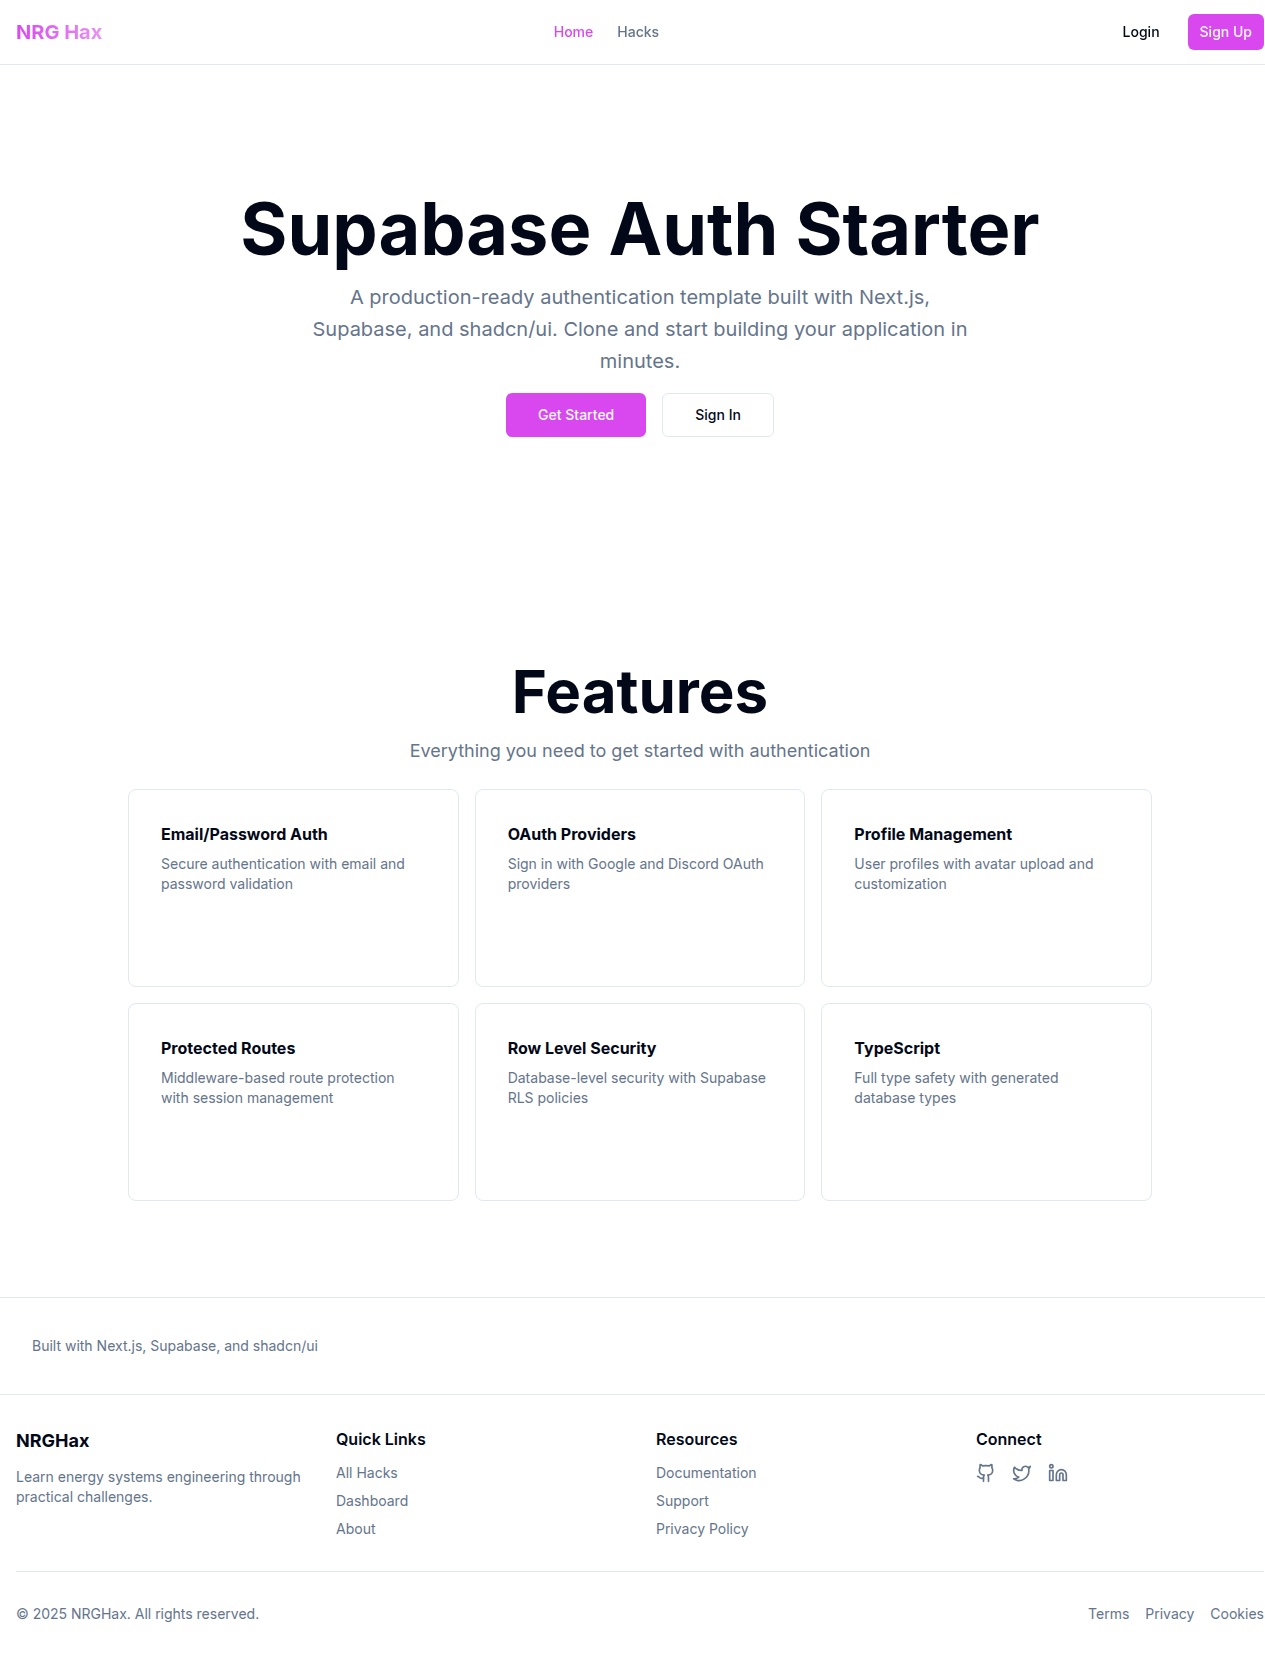 NRG Hax
Home
Hacks
Login
Sign Up
Supabase Auth Starter
A production-ready authentication template built with Next.js,
Supabase, and shadcn/ui. Clone and start building your application in
minutes.
Get Started
Sign In
Features
Everything you need to get started with authentication
Email/Password Auth
Secure authentication with email and
password validation
OAuth Providers
Sign in with Google and Discord OAuth
providers
Profile Management
User profiles with avatar upload and
customization
Protected Routes
Middleware-based route protection
with session management
Row Level Security
Database-level security with Supabase
RLS policies
TypeScript
Full type safety with generated
database types
Built with Next.js, Supabase, and shadcn/ui
NRGHax
Learn energy systems engineering through
practical challenges.
Quick Links
All Hacks
Dashboard
About
Resources
Documentation
Support
Privacy Policy
Connect
© 2025 NRGHax. All rights reserved.
Terms
Privacy
Cookies